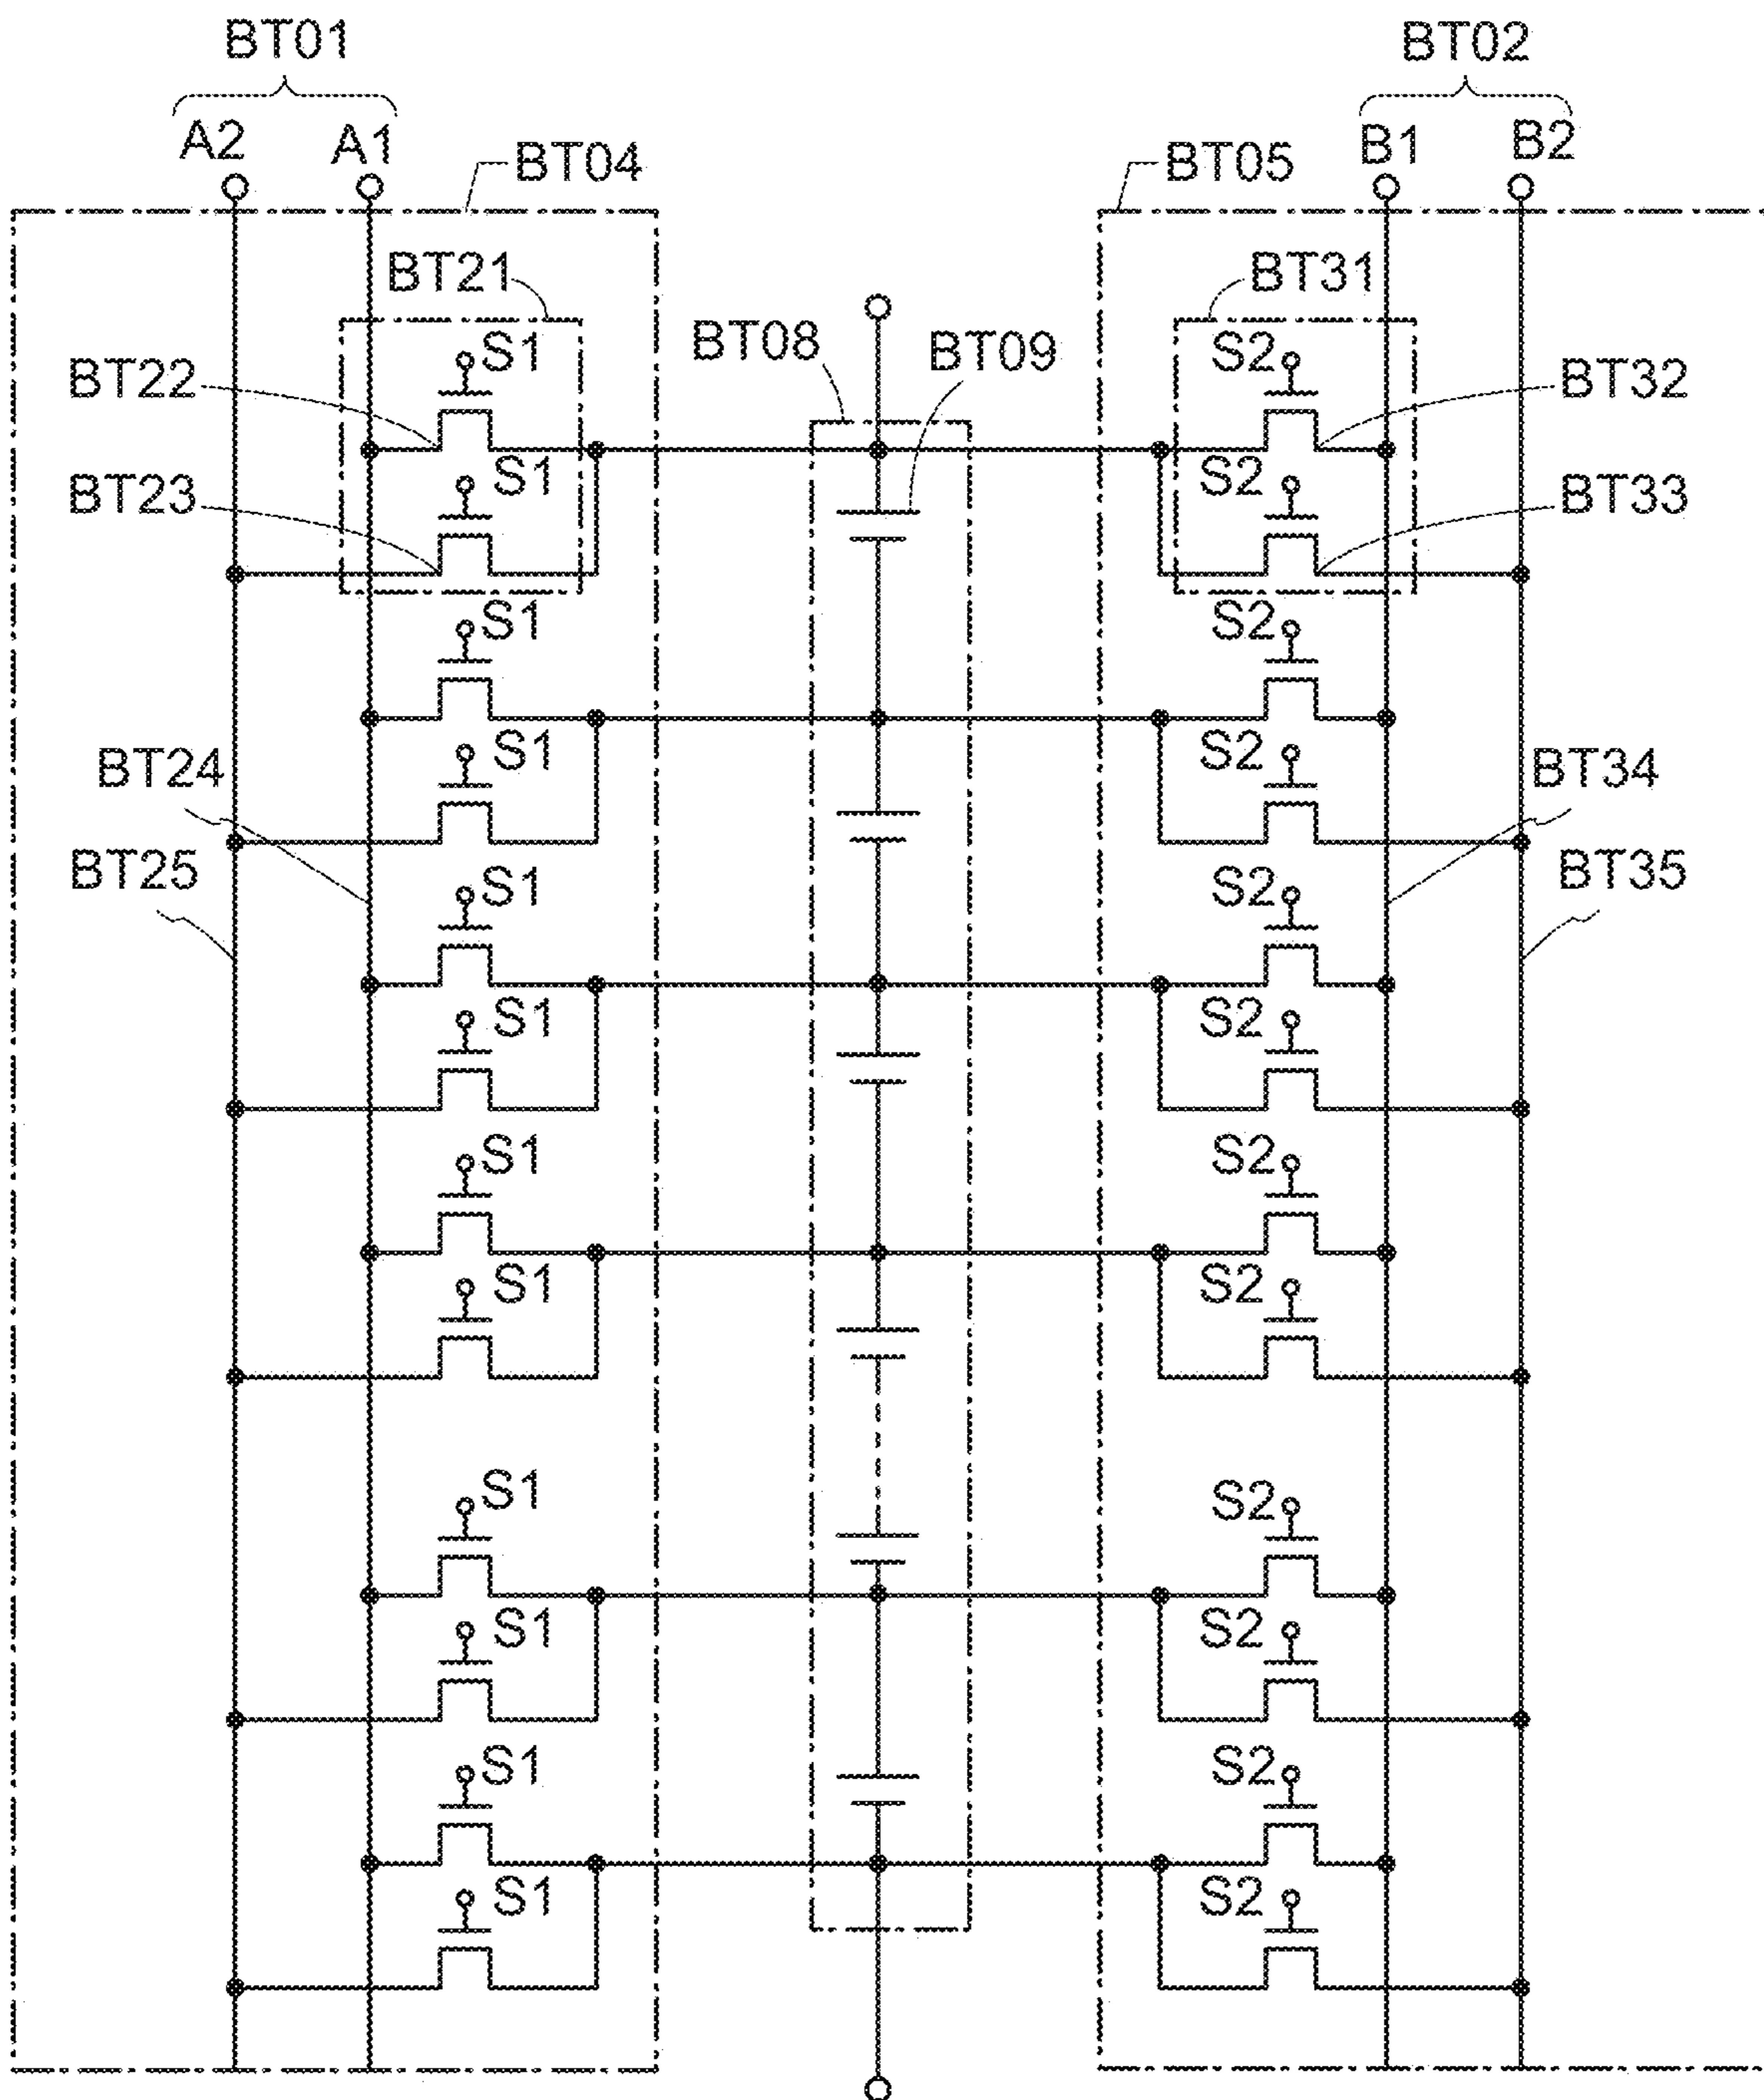 BT01 BT02
A2 A1 BT04 BT05 B1 B2
BT21 BT31
BT08 BT09
S1 S2
BT22 BT32
S1 S2
BT23 BT33
S1 S2
S1 S2
BT24 BT34
BT25 BT35
S1 S2
S1 S2
S1 S2
S1 S2
S1 S2
S1 S2
S1 S2
S1 S2